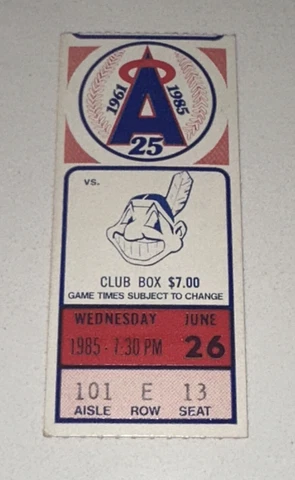 1961 A 1985
25
VS.
CLUB BOX $7.00
GAME TIMES SUBJECT TO CHANGE
WEDNESDAY JUNE
1985 - 7:30 PM 26
101 E 13
AISLE ROW SEAT